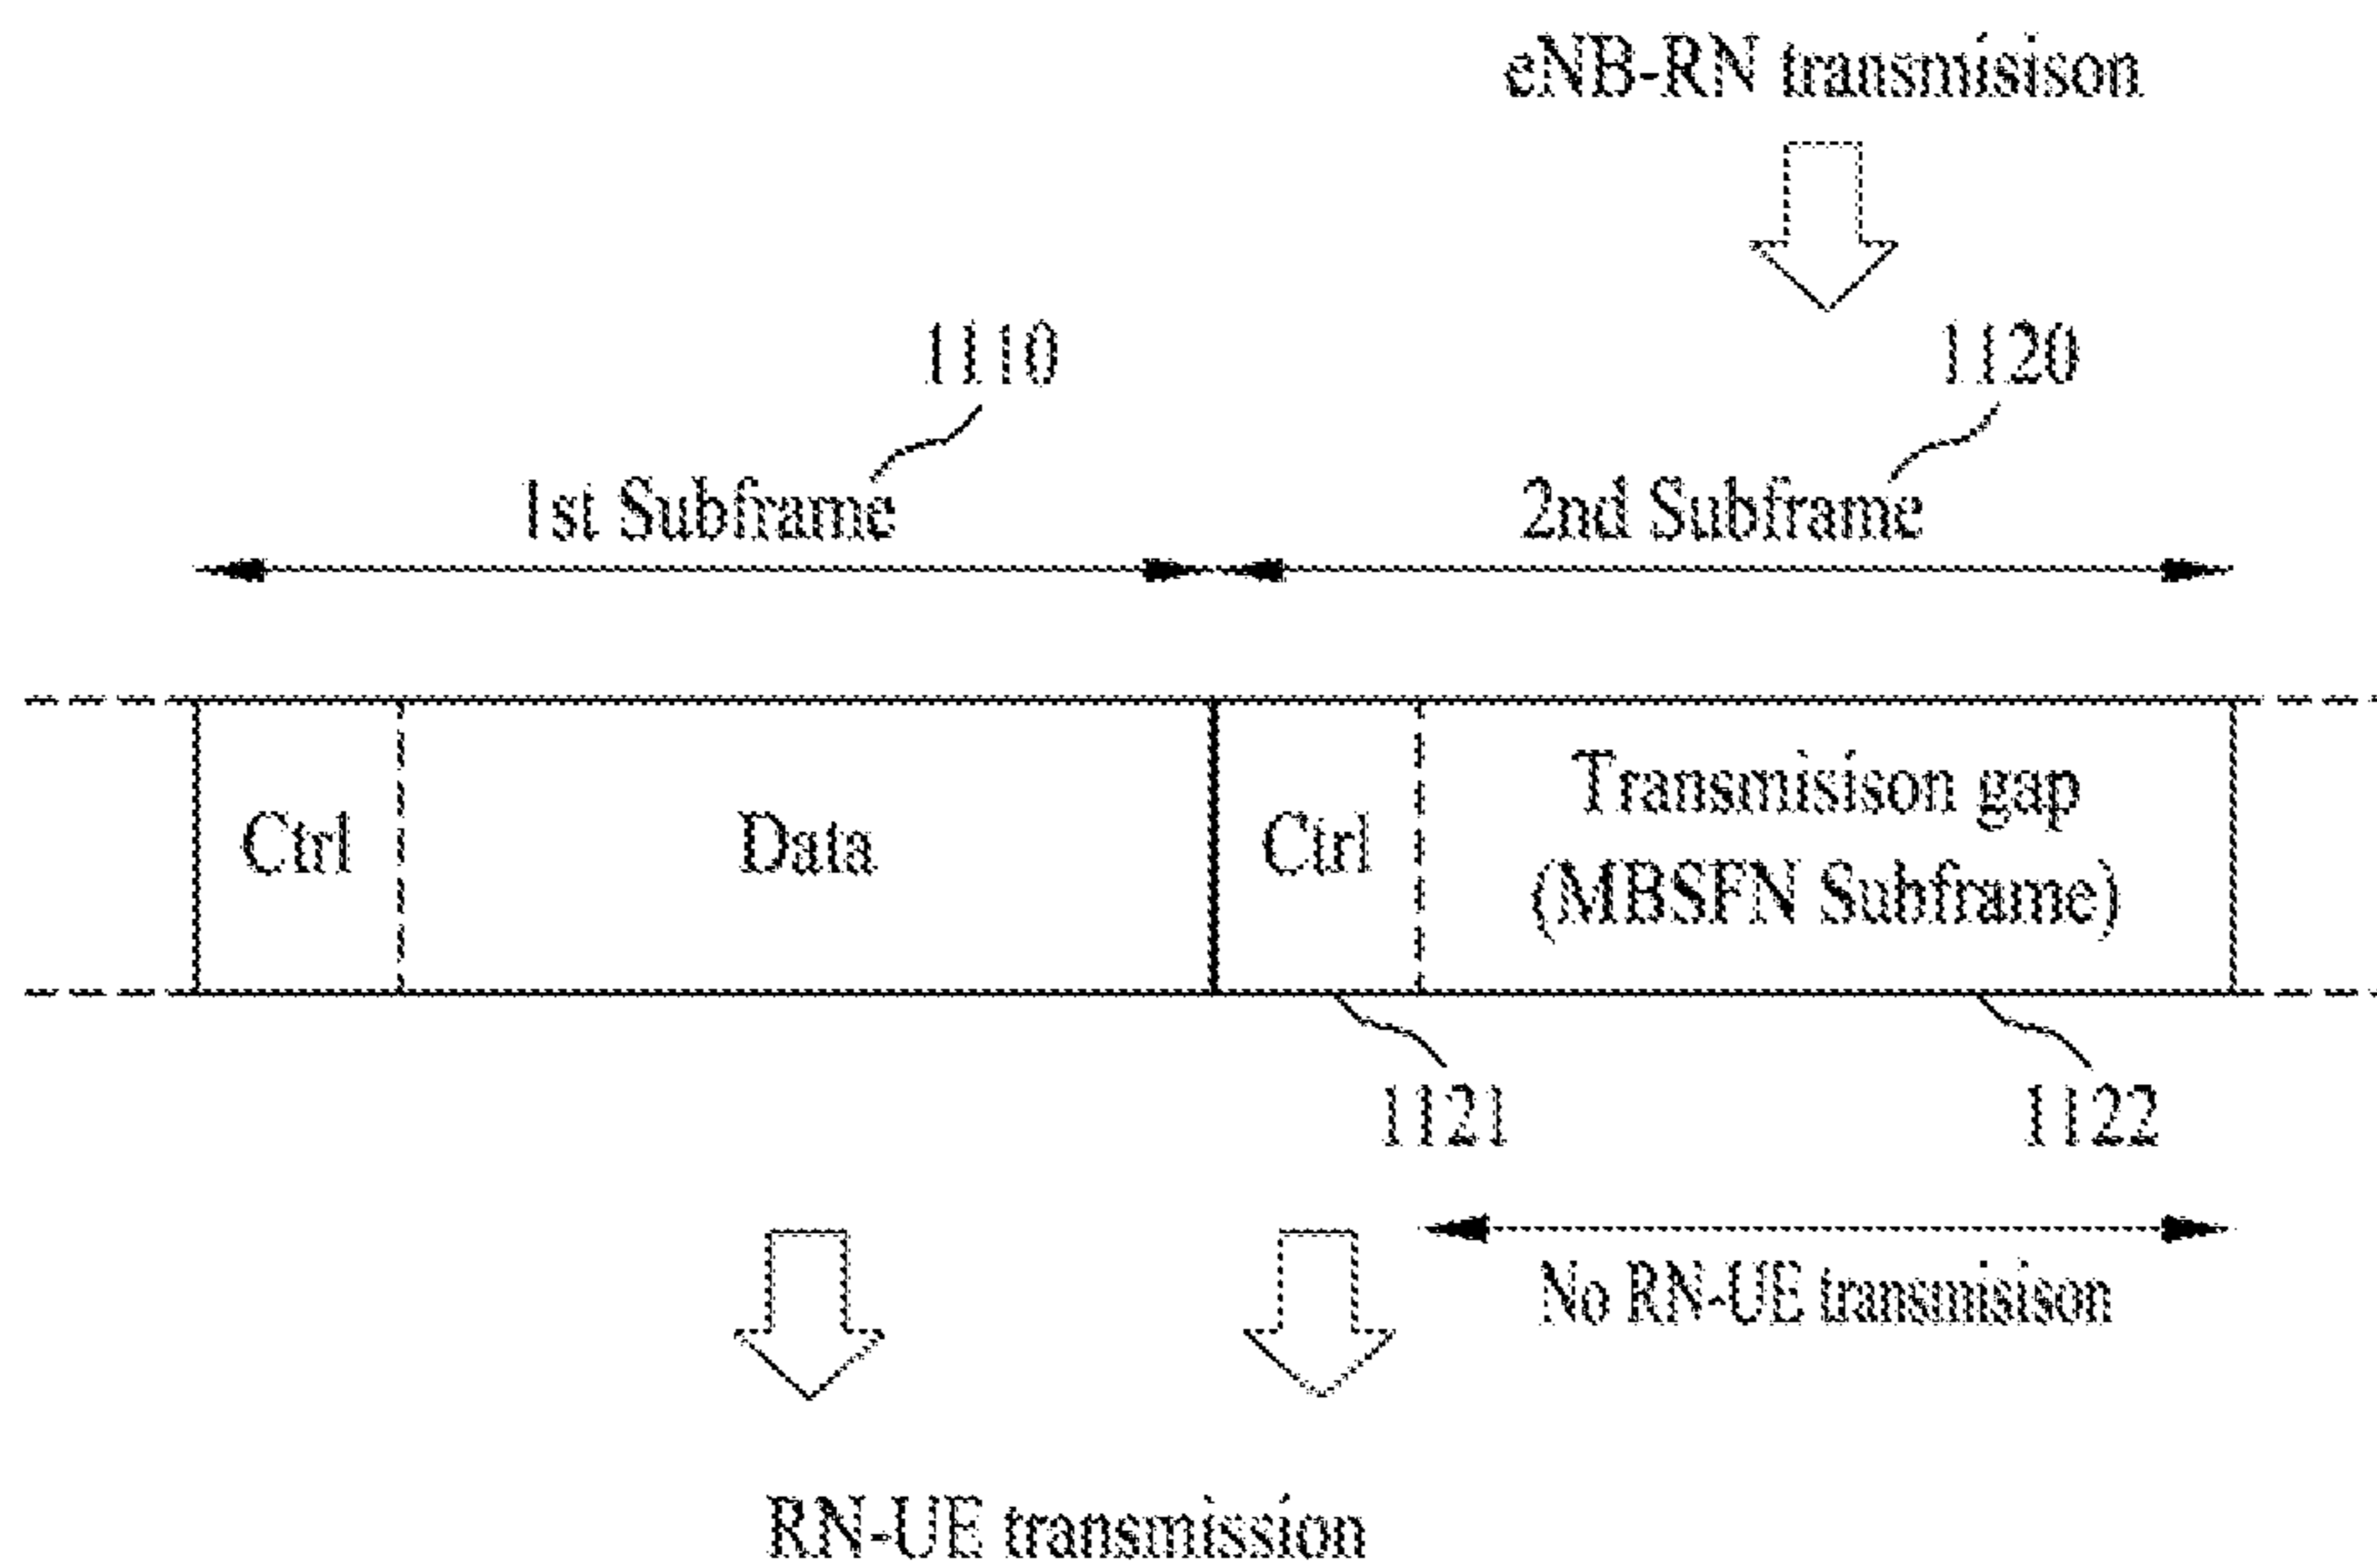 eNB-RN transmisison
1110
1120
1st Subframe
2nd Subframe
Ctrl
Data
Ctrl
Transmisison gap
(MBSFN Subframe)
1121
1122
No RN-UE transmisison
RN-UE transmission